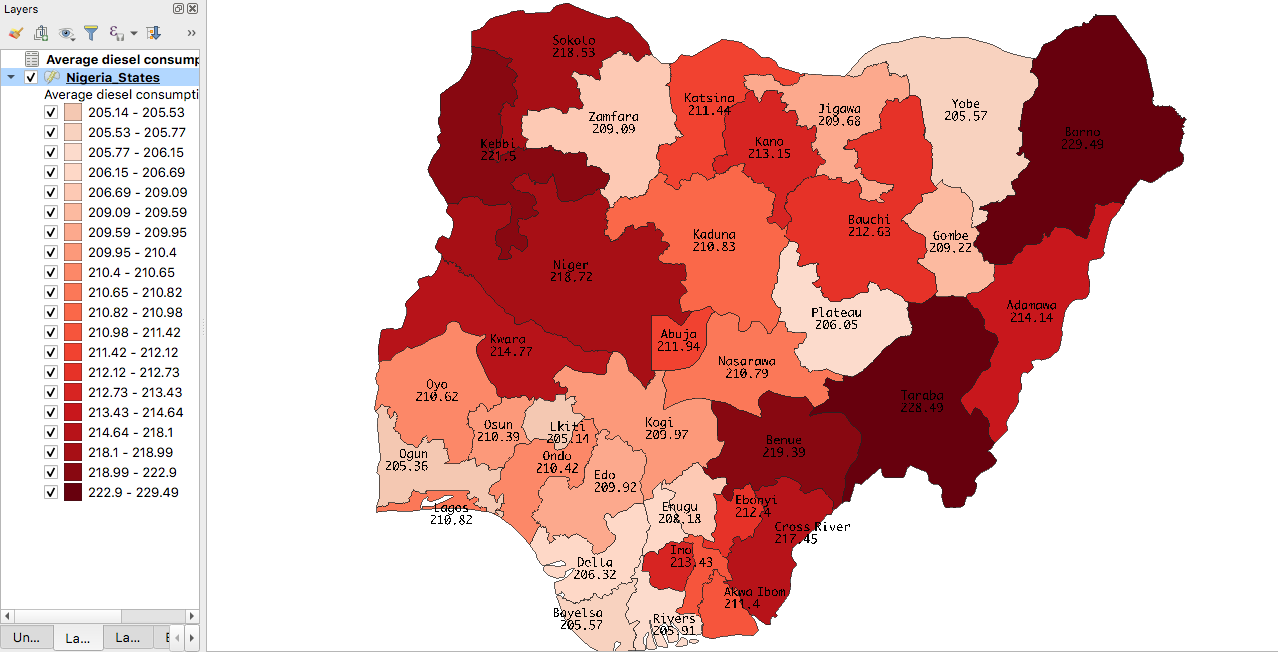 Layers
»
Average diesel consump
Nigeria_States
Average diesel consumpti
205.14 - 205.53
205.53 - 205.77
205.77 - 206.15
206.15 - 206.69
206.69 - 209.09
209.09 - 209.59
209.59 - 209.95
209.95 - 210.4
210.4 - 210.65
210.65 - 210.82
210.82 - 210.98
210.98 - 211.42
211.42 - 212.12
212.12 - 212.73
212.73 - 213.43
213.43 - 214.64
214.64 - 218.1
218.1 - 218.99
218.99 - 222.9
222.9 - 229.49
Un...
La...
La...
E
Sokolo
218.53
Zamfara
209.09
Katsina
211.44
Jigawa
209.68
Yobe
205.57
Borno
229.49
Kebbi
221.5
Kano
213.15
Bauchi
212.63
Gombe
209.22
Kaduna
210.83
Niger
218.72
Plateau
206.05
Adamawa
214.14
Kwara
214.77
Abuja
211.94
Nasarawa
210.79
Taraba
228.49
Oyo
210.62
Osun
210.39
Lkiti
205.14
Kogi
209.97
Benue
219.39
Ogun
205.36
Ondo
210.42
Edo
209.92
Lagos
210.82
Enugu
208.18
Ebonyi
212.4
Cross River
217.45
Della
206.32
Imo
213.43
Akwa Ibom
211.4
Bayelsa
205.57
Rivers
205.91